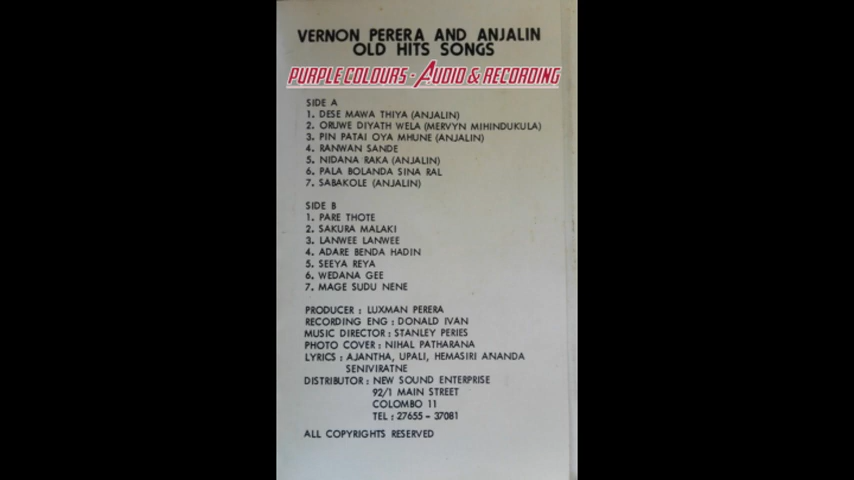 VERNON PERERA AND ANJALIN
OLD HITS SONGS
PURPLE COLOURS - AUDIO & RECORDING
SIDE A
1. DESE MAWA THIYA (ANJALIN)
2. ORUWE DIYATH WELA (MERVYN MIHINDUKULA)
3. PIN PATAI OYA MHUNE (ANJALIN)
4. RANWAN SANDE
5. NIDANA RAKA (ANJALIN)
6. PALA BOLANDA SINA RAL
7. SABAKOLE (ANJALIN)
SIDE B
1. PARE THOTE
2. SAKURA MALAKI
3. LANWEE LANWEE
4. ADARE BENDA HADIN
5. SEEYA REYA
6. WEDANA GEE
7. MAGE SUDU NENE
PRODUCER : LUXMAN PERERA
RECORDING ENG : DONALD IVAN
MUSIC DIRECTOR : STANLEY PERIES
PHOTO COVER : NIHAL PATHARANA
LYRICS : AJANTHA, UPALI, HEMASIRI ANANDA
SENIVIRATNE
DISTRIBUTOR : NEW SOUND ENTERPRISE
92/1 MAIN STREET
COLOMBO 11
TEL : 27655 - 37081
ALL COPYRIGHTS RESERVED